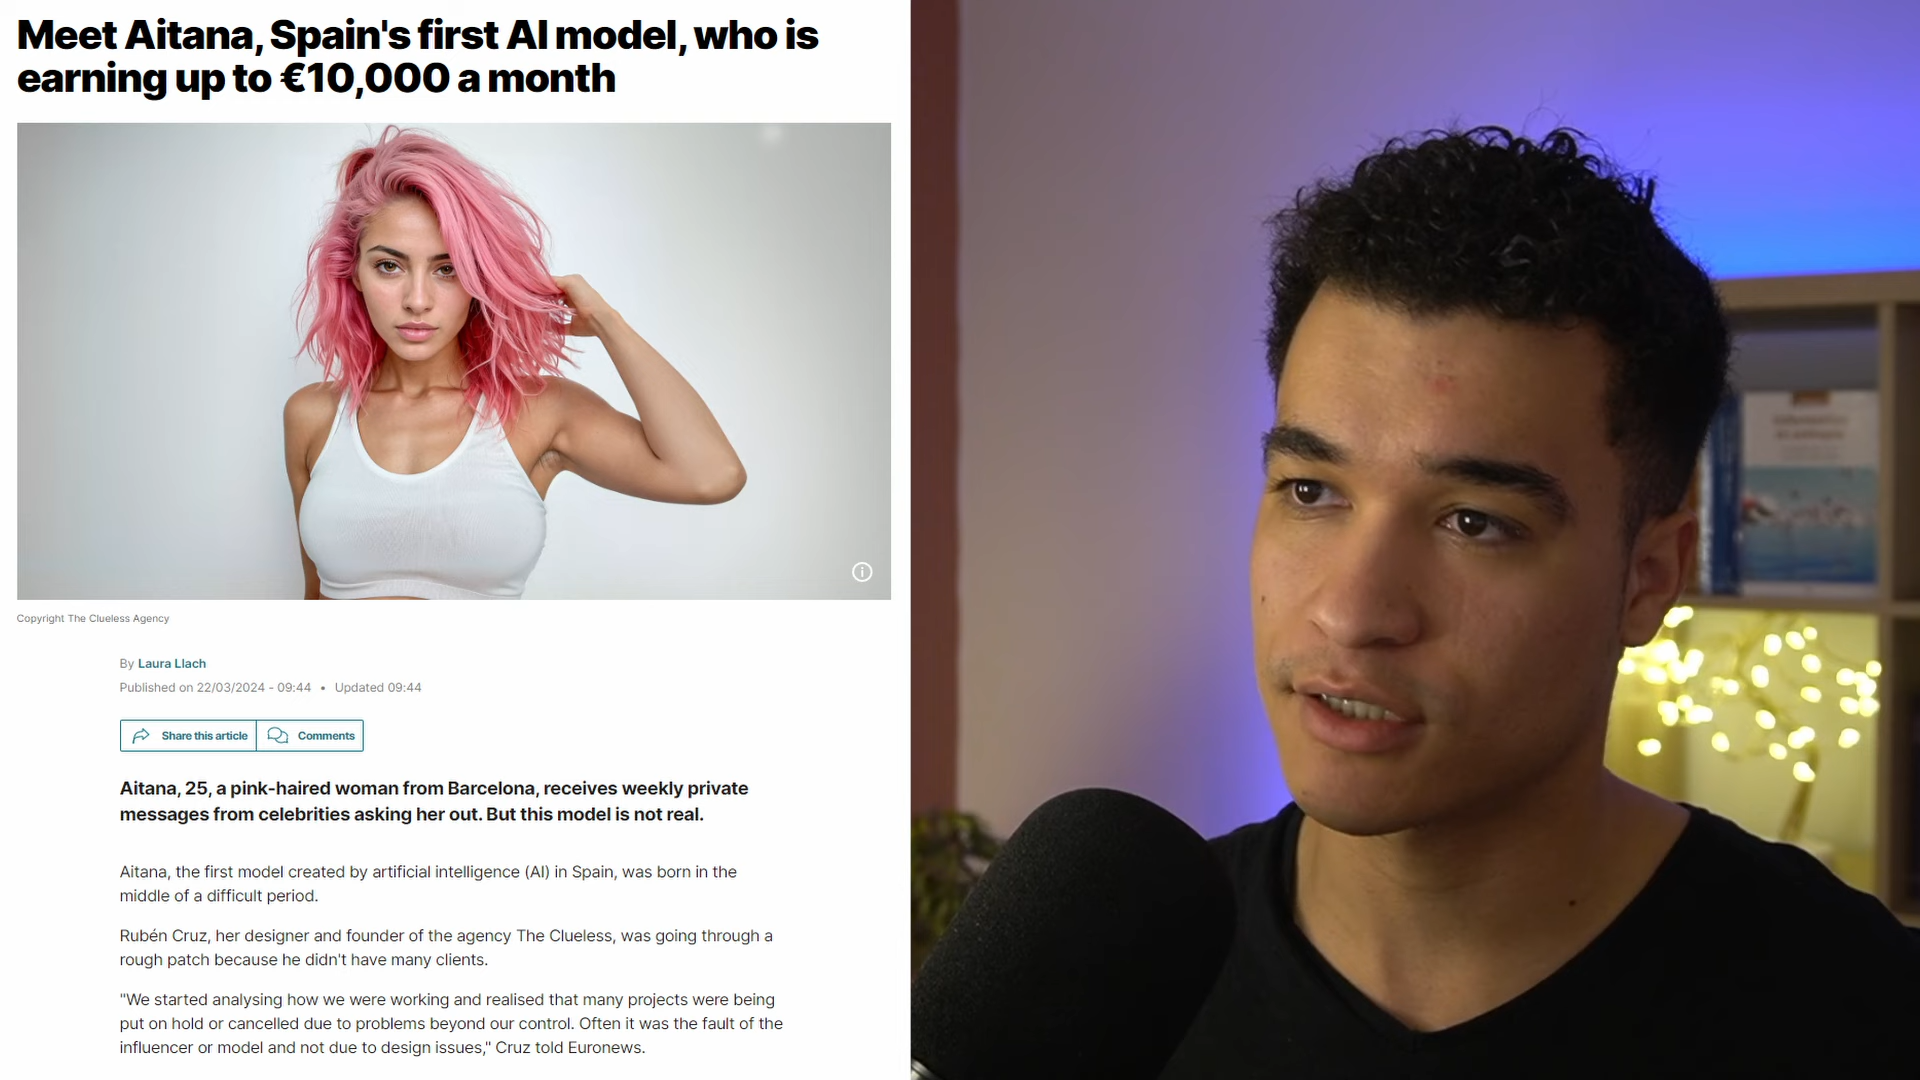 Meet Aitana, Spain's first AI model, who is
earning up to €10,000 a month
Copyright The Clueless Agency
By Laura Llach
Published on 22/03/2024 - 09:44 • Updated 09:44
Share this article Comments
Aitana, 25, a pink-haired woman from Barcelona, receives weekly private
messages from celebrities asking her out. But this model is not real.
Aitana, the first model created by artificial intelligence (AI) in Spain, was born in the
middle of a difficult period.
Rubén Cruz, her designer and founder of the agency The Clueless, was going through a
rough patch because he didn't have many clients.
"We started analysing how we were working and realised that many projects were being
put on hold or cancelled due to problems beyond our control. Often it was the fault of the
influencer or model and not due to design issues," Cruz told Euronews.